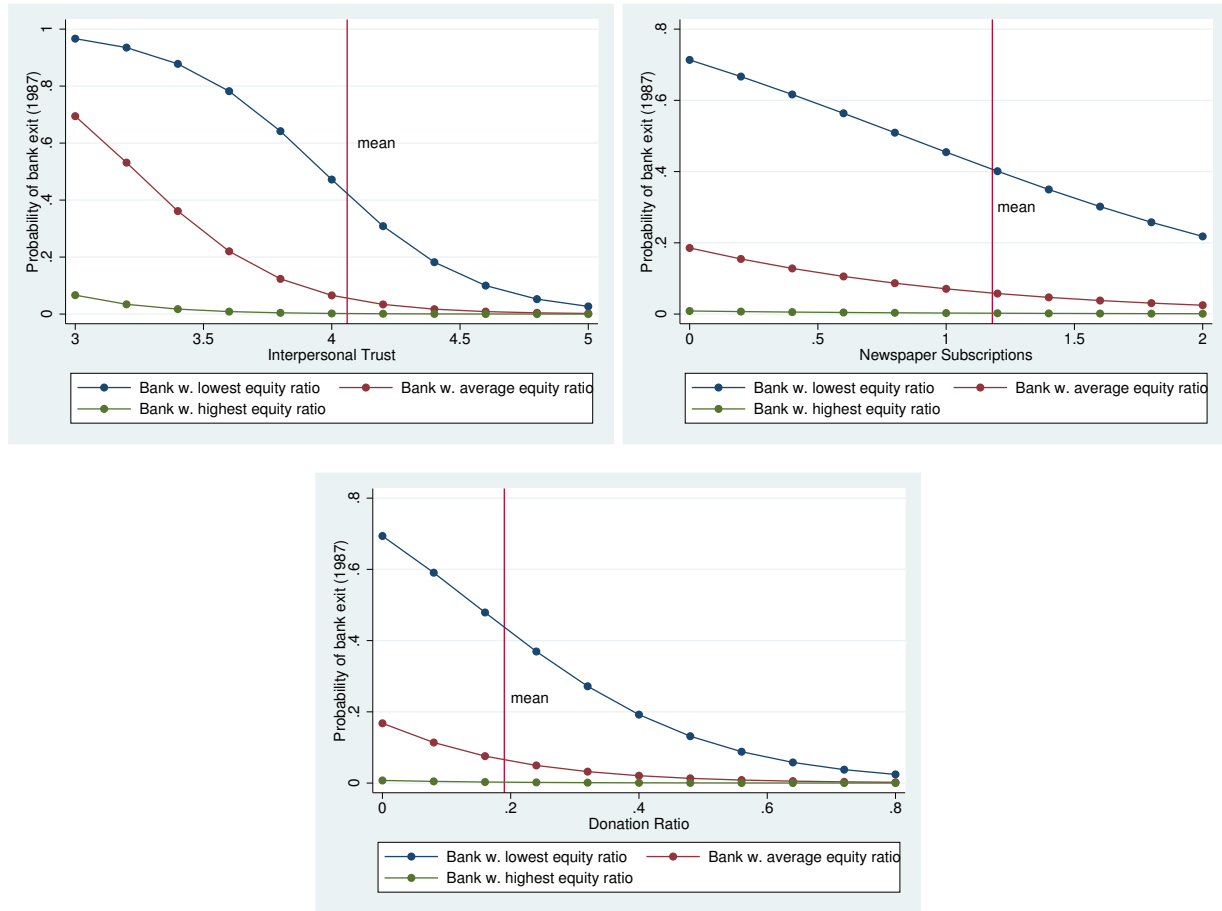 Probability of bank exit (1987)
0 .2 .4 .6 .8 1
mean
3 3.5 4 4.5 5
Interpersonal Trust
Bank w. lowest equity ratio Bank w. average equity ratio
Bank w. highest equity ratio
Probability of bank exit (1987)
0 .2 .4 .6 .8
mean
0 .5 1 1.5 2
Newspaper Subscriptions
Bank w. lowest equity ratio Bank w. average equity ratio
Bank w. highest equity ratio
Probability of bank exit (1987)
0 .2 .4 .6 .8
mean
0 .2 .4 .6 .8
Donation Ratio
Bank w. lowest equity ratio Bank w. average equity ratio
Bank w. highest equity ratio